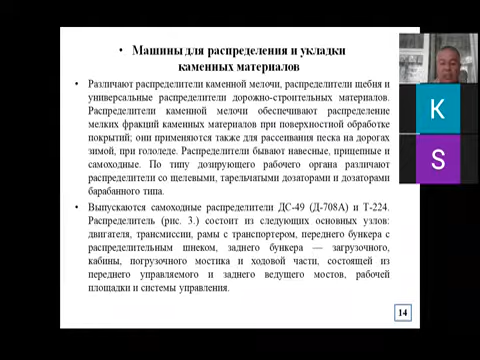 • Машины для распределения и укладки
каменных материалов
• Различают распределители каменной мелочи, распределители щебня и
универсальные распределители дорожно-строительных материалов.
Распределители каменной мелочи обеспечивают распределение
мелких фракций каменных материалов при поверхностной обработке
покрытий; они применяются также для рассеивания песка на дорогах
зимой, при гололеде. Распределители бывают навесные, прицепные и
самоходные. По типу дозирующего рабочего органа различают
распределители со щелевыми, тарельчатыми дозаторами и дозаторами
барабанного типа.
• Выпускаются самоходные распределители ДС-49 (Д-708А) и Т-224.
Распределитель (рис. 3.) состоит из следующих основных узлов:
двигателя, трансмиссии, рамы с транспортером, переднего бункера с
распределительным шнеком, заднего бункера — загрузочного,
кабины, погрузочного мостика и ходовой части, состоящей из
переднего управляемого и заднего ведущего мостов, рабочей
площадки и системы управления.
14
K
S